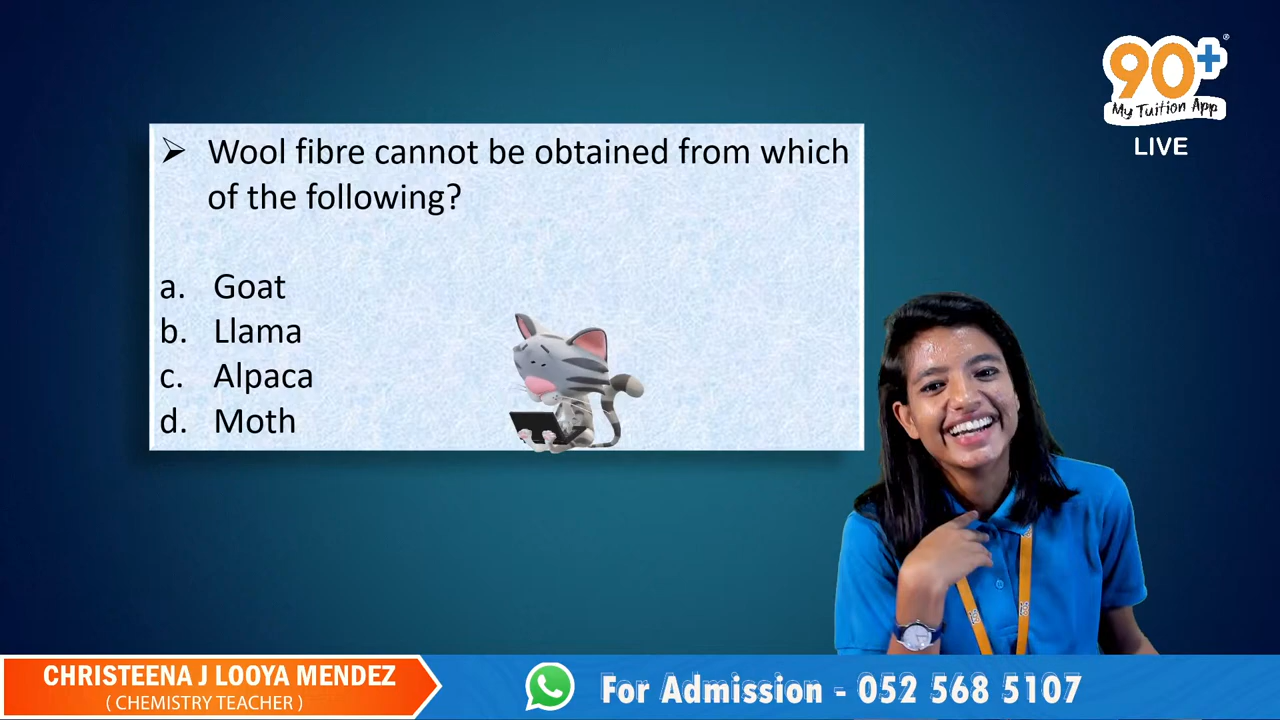 90+
®
My Tuition App
LIVE
➢ Wool fibre cannot be obtained from which
of the following?
a. Goat
b. Llama
c. Alpaca
d. Moth
CHRISTEENA J LOOYA MENDEZ
( CHEMISTRY TEACHER )
For Admission - 052 568 5107